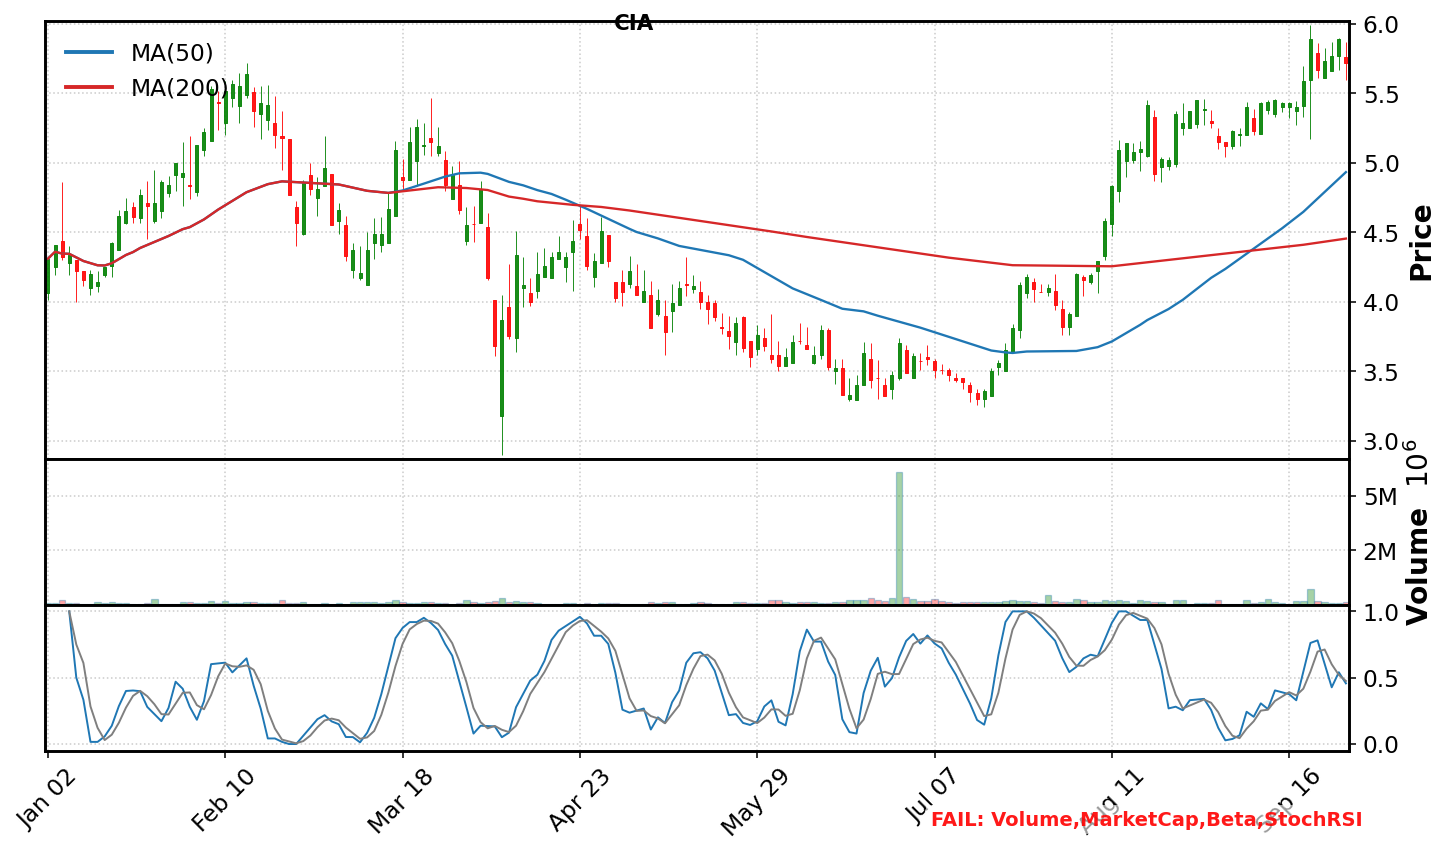 CIA
MA(50)
MA(200)
6.0
5.5
5.0
4.5
4.0
3.5
3.0
Price
5M
2M
Volume 10^6
1.0
0.5
0.0
Jan 02
Feb 10
Mar 18
Apr 23
May 29
Jul 07
Aug 11
Sep 16
FAIL: Volume,MarketCap,Beta,StochRSI